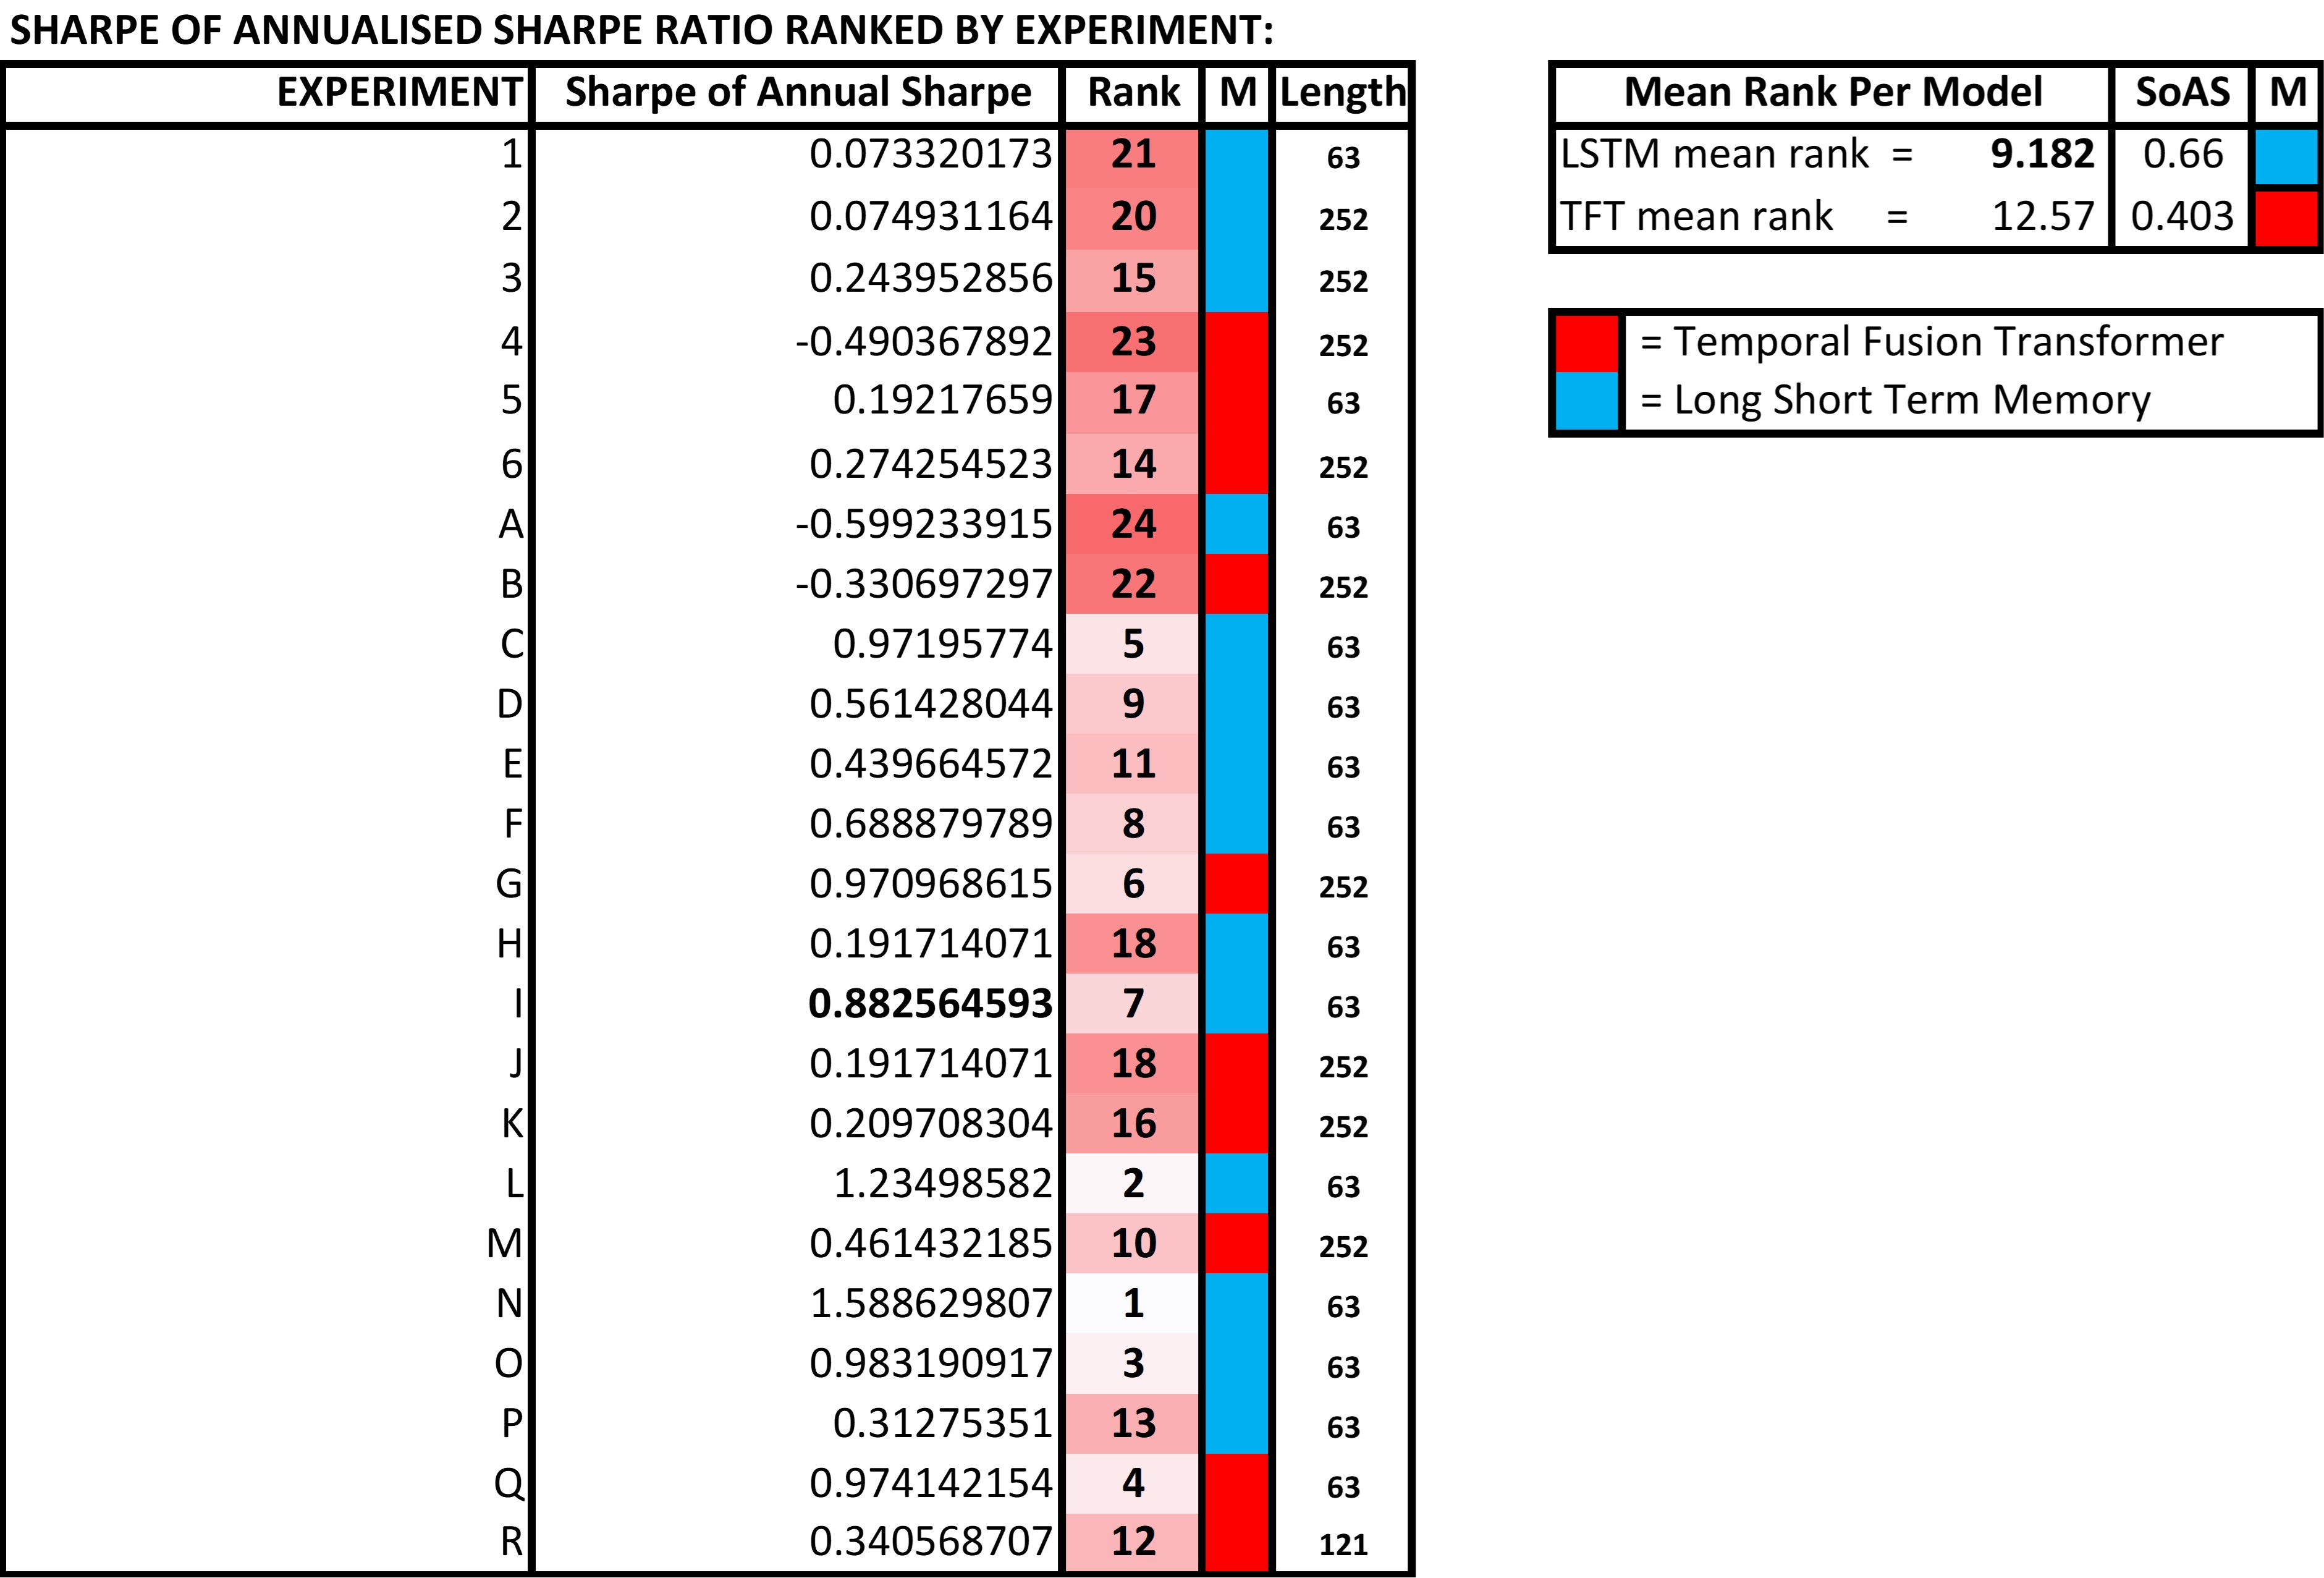 SHARPE OF ANNUALISED SHARPE RATIO RANKED BY EXPERIMENT:
EXPERIMENT Sharpe of Annual Sharpe Rank M Length
1 0.073320173 21 63
2 0.074931164 20 252
3 0.243952856 15 252
4 -0.490367892 23 252
5 0.19217659 17 63
6 0.274254523 14 252
A -0.599233915 24 63
B -0.330697297 22 252
C 0.97195774 5 63
D 0.561428044 9 63
E 0.439664572 11 63
F 0.688879789 8 63
G 0.970968615 6 252
H 0.191714071 18 63
I 0.882564593 7 63
J 0.191714071 18 252
K 0.209708304 16 252
L 1.23498582 2 63
M 0.461432185 10 252
N 1.588629807 1 63
O 0.983190917 3 63
P 0.31275351 13 63
Q 0.974142154 4 63
R 0.340568707 12 121
Mean Rank Per Model SoAS M
LSTM mean rank = 9.182 0.66
TFT mean rank = 12.57 0.403
= Temporal Fusion Transformer
= Long Short Term Memory